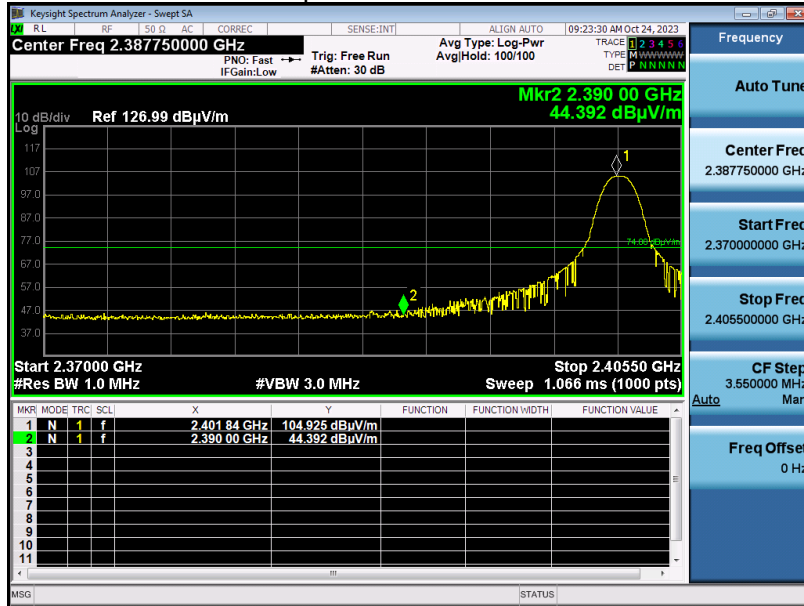 Keysight Spectrum Analyzer - Swept SA
LXI RL RF 50 Ω AC CORREC SENSE:INT ALIGN AUTO 09:23:30 AM Oct 24, 2023
Center Freq 2.387750000 GHz
PNO: Fast
IFGain:Low
Trig: Free Run
#Atten: 30 dB
Avg Type: Log-Pwr
Avg|Hold: 100/100
TRACE 1 2 3 4 5 6
TYPE M WWWWW
DET P N N N N N
Mkr2 2.390 00 GHz
44.392 dBµV/m
10 dB/div Ref 126.99 dBµV/m
Log
117
107
97.0
87.0
77.0
67.0
57.0
47.0
37.0
1
2
74.00 dBµV/m
Start 2.37000 GHz Stop 2.40550 GHz
#Res BW 1.0 MHz #VBW 3.0 MHz Sweep 1.066 ms (1000 pts)
MKR MODE TRC SCL X Y FUNCTION FUNCTION WIDTH FUNCTION VALUE
1 N 1 f 2.401 84 GHz 104.925 dBµV/m
2 N 1 f 2.390 00 GHz 44.392 dBµV/m
3
4
5
6
7
8
9
10
11
MSG STATUS
Frequency
Auto Tune
Center Freq
2.387750000 GHz
Start Freq
2.370000000 GHz
Stop Freq
2.405500000 GHz
CF Step
3.550000 MHz
Auto Man
Freq Offset
0 Hz